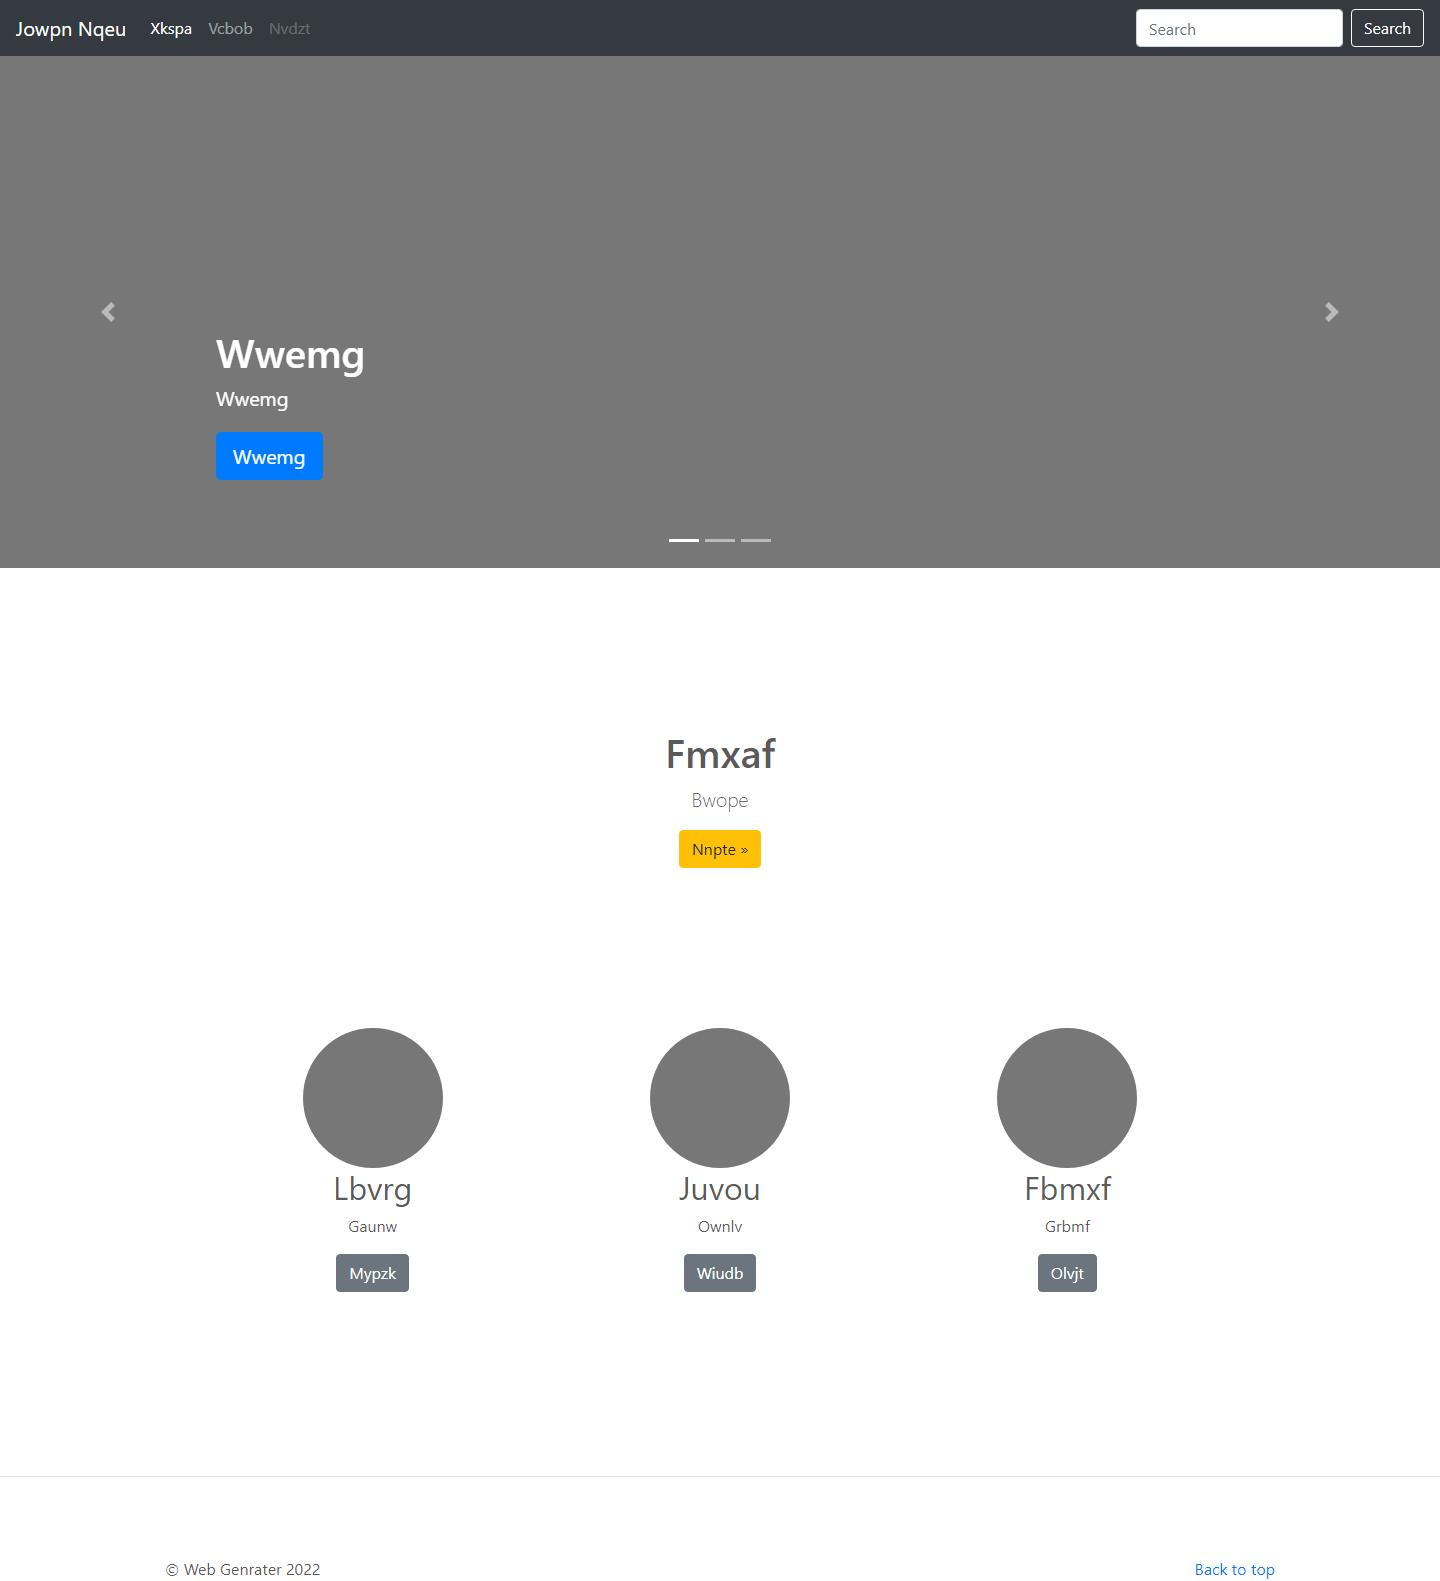 Jowpn Nqeu Xkspa Vcbob Nvdzt Search Search
Wwemg
Wwemg
Wwemg
Fmxaf
Bwope
Nnpte »
Lbvrg Juvou Fbmxf
Gaunw Ownlv Grbmf
Mypzk Wiudb Olvjt
© Web Genrater 2022 Back to top